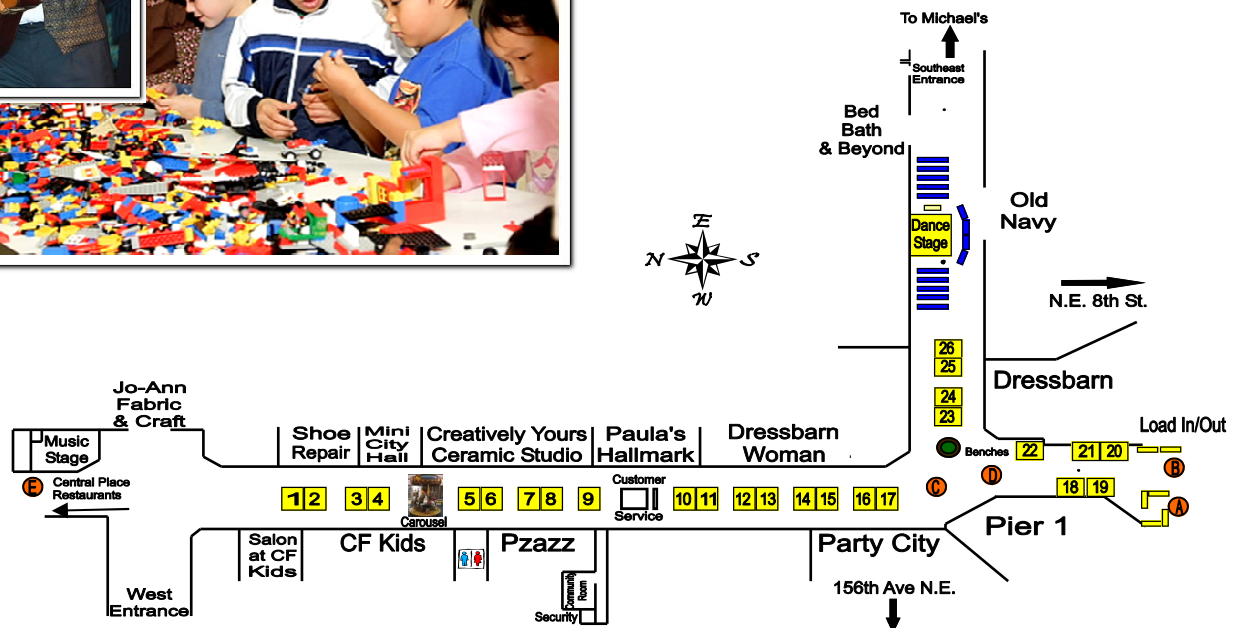 To Michael's
Southeast
Entrance
Bed
Bath
& Beyond
Old
Navy
Dance
Stage
E
N S
W
N.E. 8th St.
26
25
24
23
Dressbarn
Load In/Out
Jo-Ann
Fabric
& Craft
Music
Stage
Shoe
Repair
Mini
City
Hall
Creatively Yours
Ceramic Studio
Paula's
Hallmark
Dressbarn
Woman
Benches
22
21 20
B
D
C
E
Central Place
Restaurants
1 2
3 4
Carousel
5 6
7 8
9
Customer
Service
10 11
12 13
14 15
16 17
18 19
A
Pier 1
Salon
at CF
Kids
CF Kids
Pzazz
Party City
Community
Room
Security
West
Entrance
156th Ave N.E.